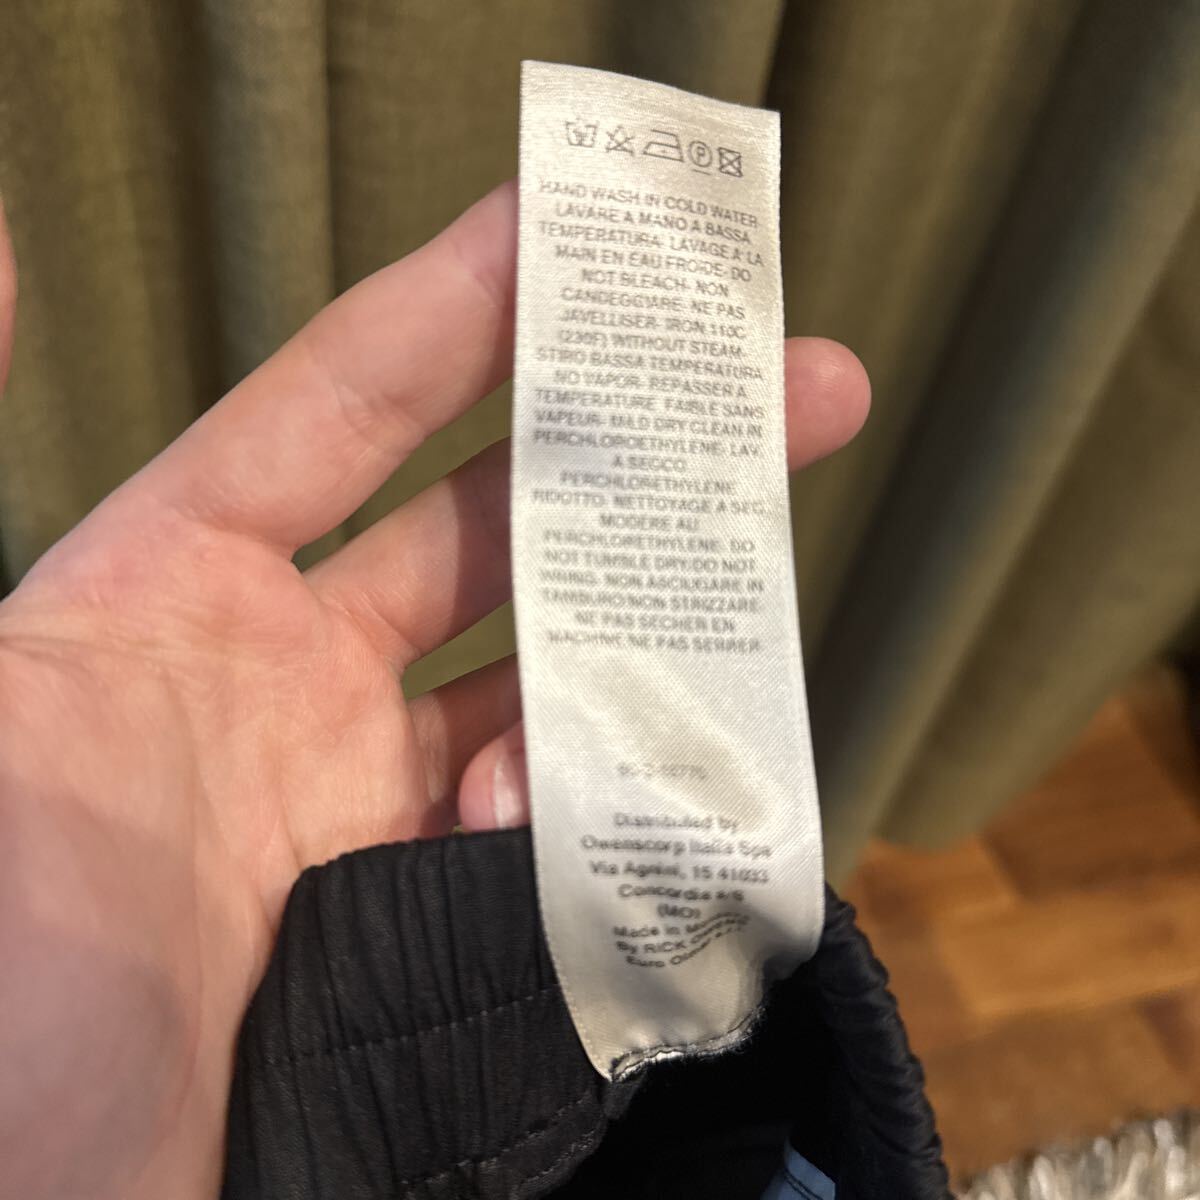 HAND WASH IN COLD WATER-
LAVARE A MANO A BASSA
TEMPERATURA- LAVAGE A LA
MAIN EN EAU FROIDE- DO
NOT BLEACH- NON
CANDEGGIARE- NE PAS
JAVELLISER- IRON 110C
(230F) WITHOUT STEAM-
STIRO BASSA TEMPERATURA
NO VAPOR- REPASSER A
TEMPERATURE FAIBLE SANS
VAPEUR- MILD DRY CLEAN IN
PERCHLOROETHYLENE- LAV.
A SECCO
PERCHLORETHYLENE
RIDOTTO- NETTOYAGE A SEC
MODERE AU
PERCHLORETHYLENE- DO
NOT TUMBLE DRY/DO NOT
WRING- NON ASCIUGARE IN
TAMBURO/NON STRIZZARE-
NE PAS SECHER EN
MACHINE/NE PAS SERRER
Distributed by
Owenscorp Italia Spa
Via Agnini, 15 41033
Concordia s/S
(MO)
Made in
By RICK OWENS
Euro